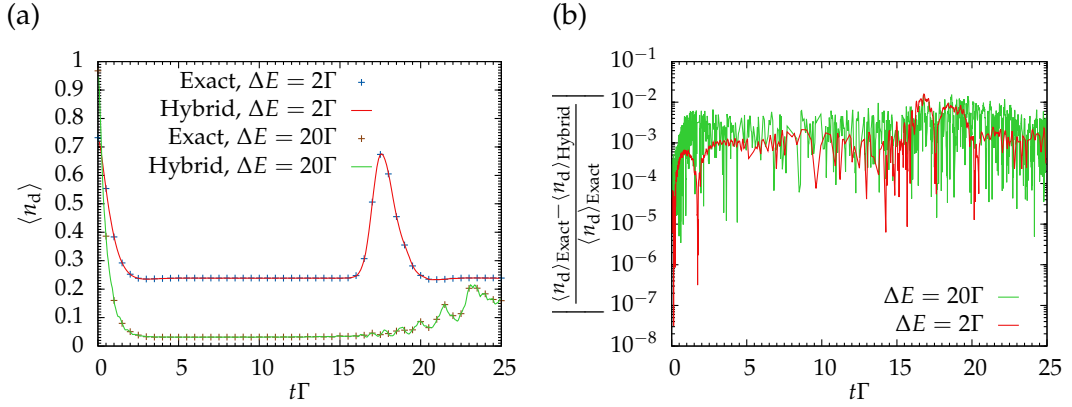 (a)
1
0.9
0.8
0.7
0.6
0.5
0.4
0.3
0.2
0.1
0
⟨n_d⟩
Exact, ΔE = 2Γ
Hybrid, ΔE = 2Γ
Exact, ΔE = 20Γ
Hybrid, ΔE = 20Γ
0 5 10 15 20 25
tΓ
(b)
10⁻¹
10⁻²
10⁻³
10⁻⁴
10⁻⁵
10⁻⁶
10⁻⁷
10⁻⁸
|⟨n_d⟩Exact−⟨n_d⟩Hybrid|
⟨n_d⟩Exact
ΔE = 20Γ
ΔE = 2Γ
0 5 10 15 20 25
tΓ